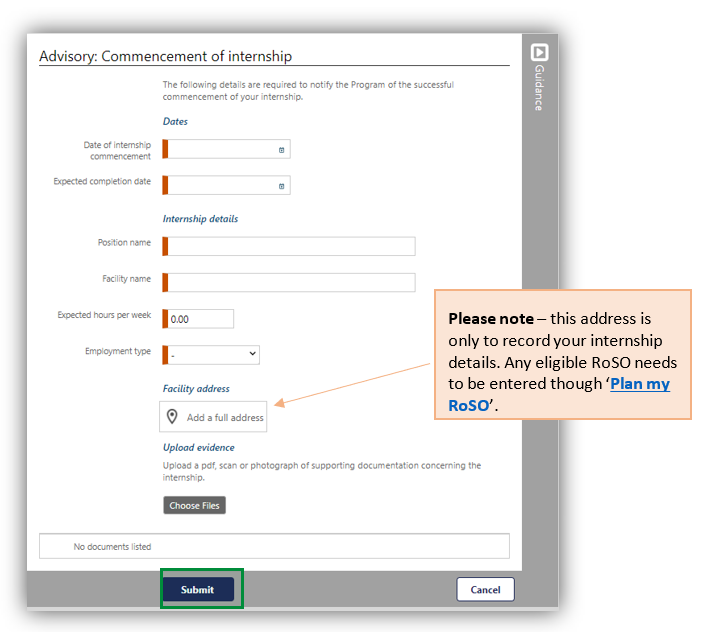 Advisory: Commencement of internship
Guidance
The following details are required to notify the Program of the successful
commencement of your internship.
Dates
Date of internship
commencement
Expected completion date
Internship details
Position name
Facility name
Expected hours per week
0.00
Employment type
-
Please note – this address is
only to record your internship
details. Any eligible RoSO needs
to be entered though ‘Plan my
RoSO’.
Facility address
Add a full address
Upload evidence
Upload a pdf, scan or photograph of supporting documentation concerning the
internship.
Choose Files
No documents listed
Submit
Cancel